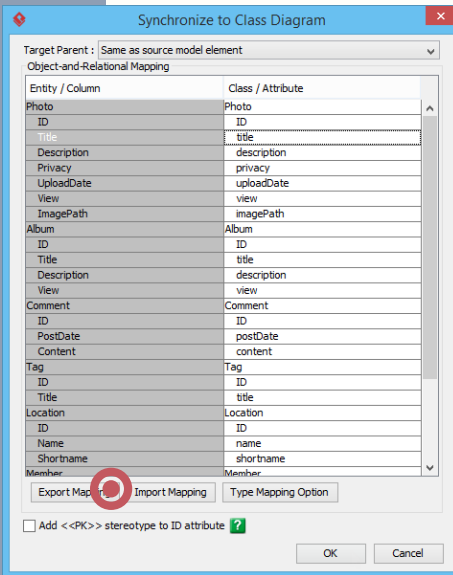 Synchronize to Class Diagram
Target Parent : Same as source model element
Object-and-Relational Mapping
Entity / Column Class / Attribute
Photo Photo
ID ID
Title title
Description description
Privacy privacy
UploadDate uploadDate
View view
ImagePath imagePath
Album Album
ID ID
Title title
Description description
View view
Comment Comment
ID ID
PostDate postDate
Content content
Tag Tag
ID ID
Title title
Location Location
ID ID
Name name
Shortname shortname
Member Member
Export Mapping Import Mapping Type Mapping Option
Add <<PK>> stereotype to ID attribute ?
OK Cancel